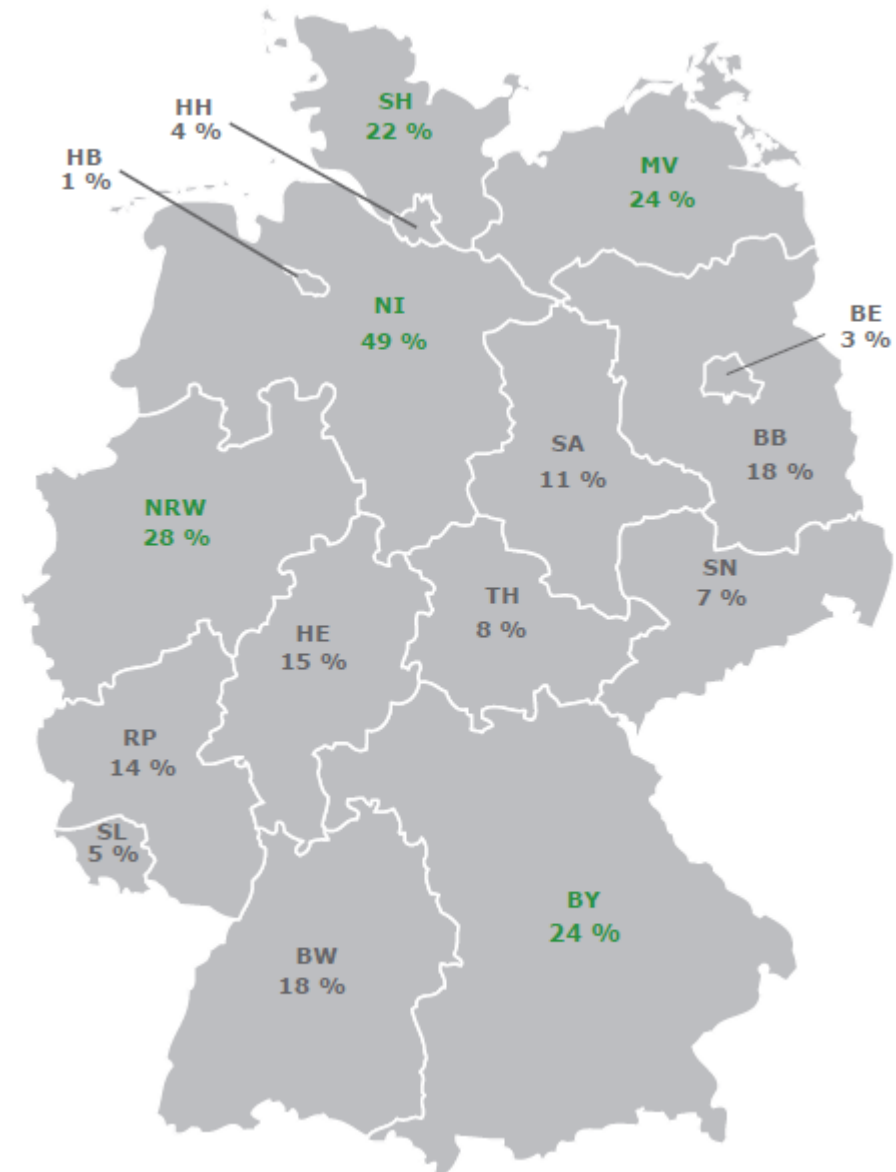 SH
22 %
HH
4 %
HB
1 %
MV
24 %
NI
49 %
BE
3 %
SA
11 %
BB
18 %
NRW
28 %
SN
7 %
TH
8 %
HE
15 %
RP
14 %
SL
5 %
BY
24 %
BW
18 %